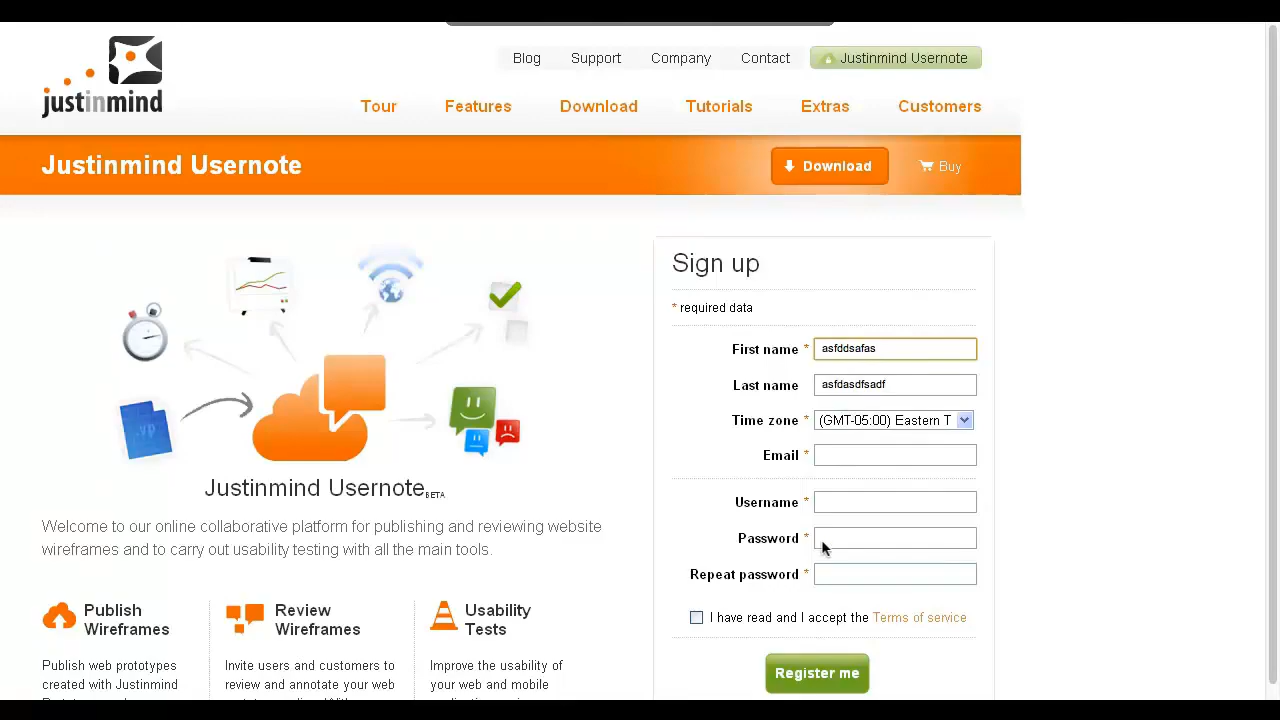 justinmind
Blog Support Company Contact Justinmind Usernote
Tour Features Download Tutorials Extras Customers
Justinmind Usernote
Download Buy
Sign up
* required data
First name * asfddsafas
Last name asfdasdfsadf
Time zone * (GMT-05:00) Eastern T
Email *
Username *
Password *
Repeat password *
I have read and I accept the Terms of service
Register me
.vp
Justinmind Usernote BETA
Welcome to our online collaborative platform for publishing and reviewing website
wireframes and to carry out usability testing with all the main tools.
Publish
Wireframes
Publish web prototypes
created with Justinmind
Review
Wireframes
Invite users and customers to
review and annotate your web
Usability
Tests
Improve the usability of
your web and mobile